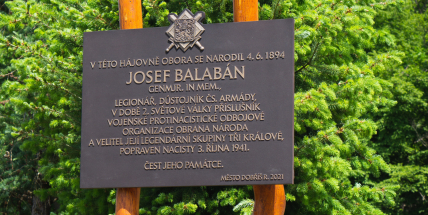 V TÉTO HÁJOVNĚ OBORA SE NARODIL 4. 6. 1894
JOSEF BALABÁN
GENMJR. IN MEM.,
LEGIONÁŘ, DŮSTOJNÍK ČS. ARMÁDY,
V DOBĚ 2. SVĚTOVÉ VÁLKY PŘÍSLUŠNÍK
VOJENSKÉ PROTINACISTICKÉ ODBOJOVÉ
ORGANIZACE OBRANA NÁRODA
A VELITEL JEJÍ LEGENDÁRNÍ SKUPINY TŘI KRÁLOVÉ,
POPRAVEN NACISTY 3. ŘÍJNA 1941.
ČEST JEHO PAMÁTCE.
MĚSTO DOBŘÍŠ, 2021